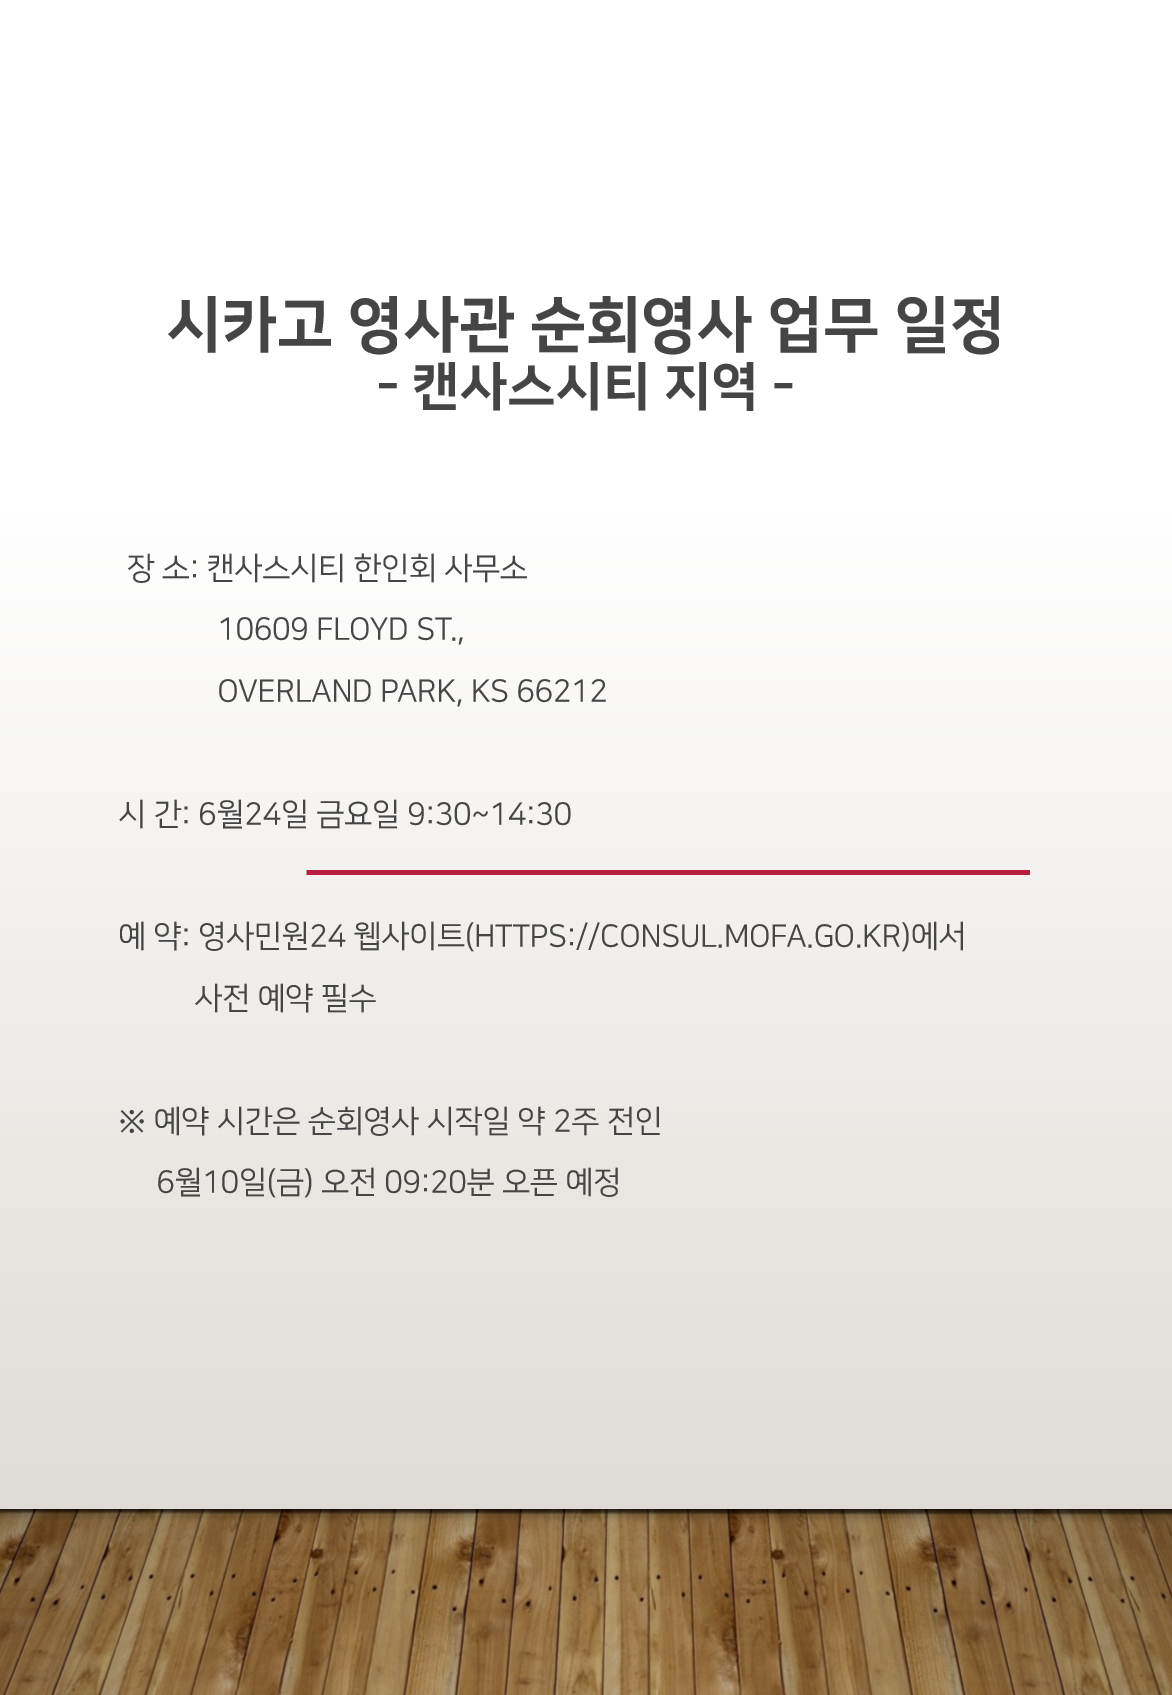 시카고 영사관 순회영사 업무 일정
- 캔사스시티 지역 -
장 소: 캔사스시티 한인회 사무소
10609 FLOYD ST.,
OVERLAND PARK, KS 66212
시 간: 6월24일 금요일 9:30~14:30
예 약: 영사민원24 웹사이트(HTTPS://CONSUL.MOFA.GO.KR)에서
사전 예약 필수
※ 예약 시간은 순회영사 시작일 약 2주 전인
6월10일(금) 오전 09:20분 오픈 예정